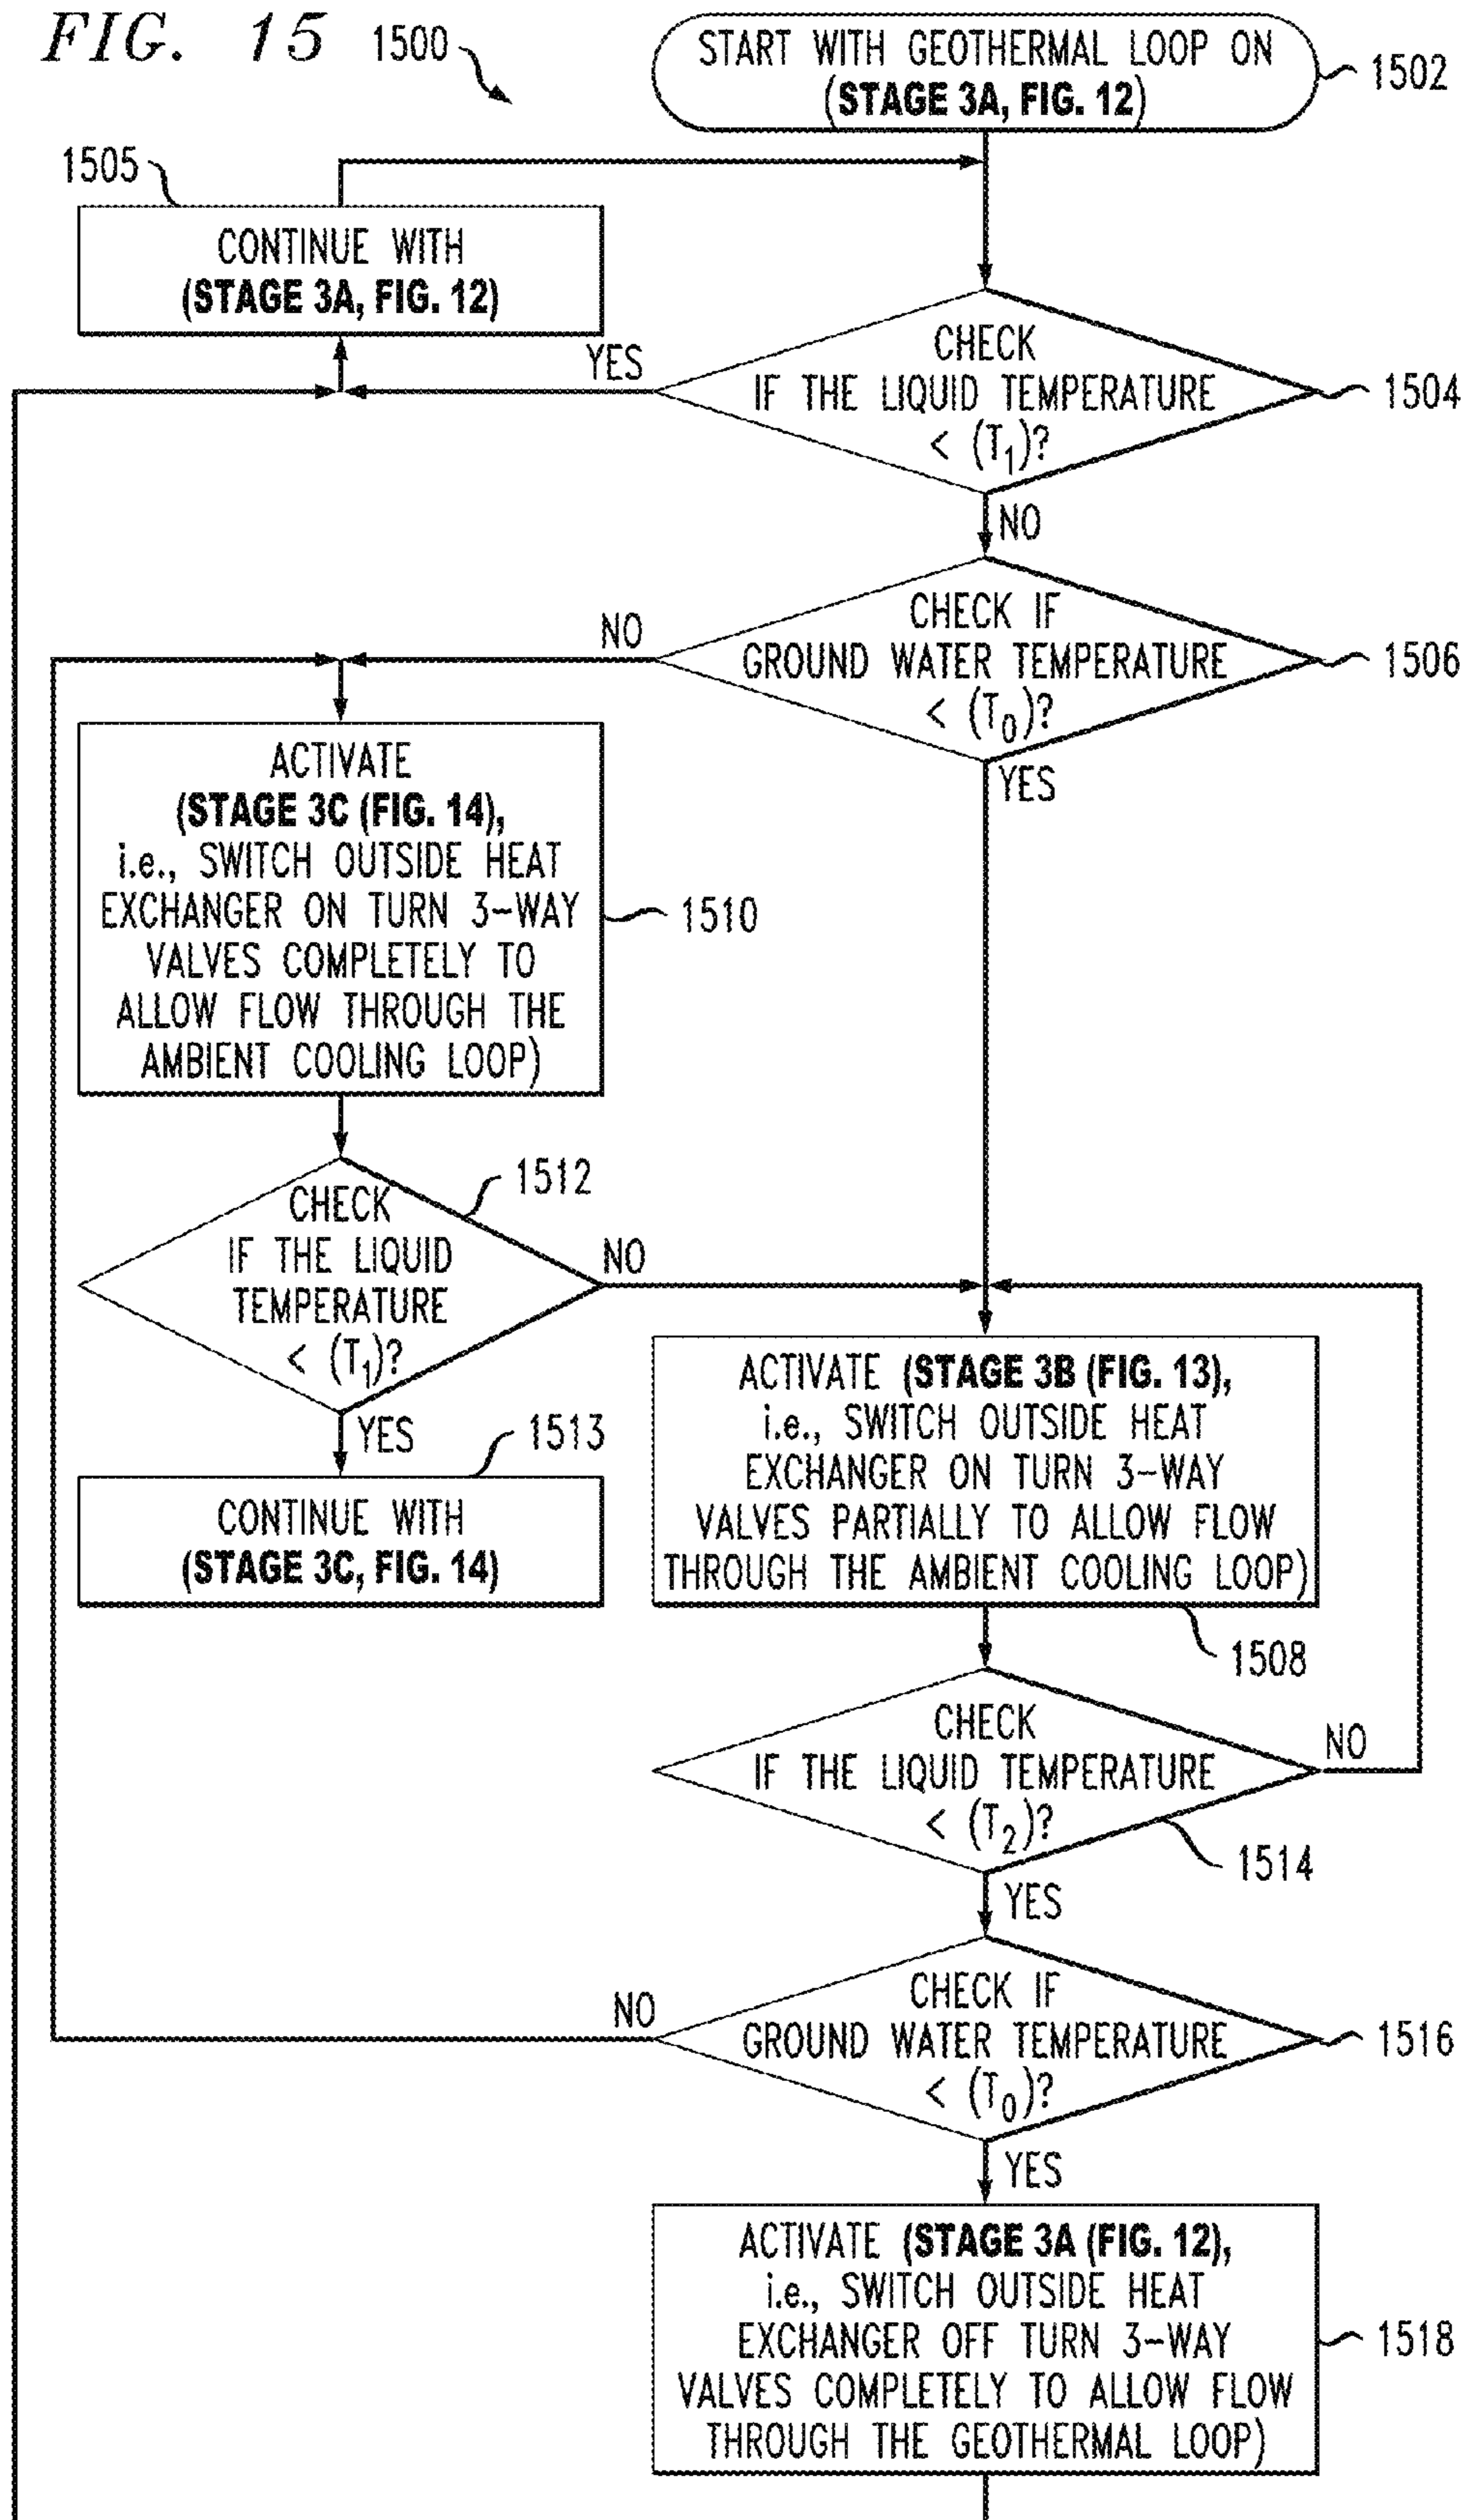 FIG. 15
1500
START WITH GEOTHERMAL LOOP ON
(STAGE 3A, FIG. 12)
1502
1505
CONTINUE WITH
(STAGE 3A, FIG. 12)
YES
CHECK
IF THE LIQUID TEMPERATURE
< (T1)?
1504
NO
NO
CHECK IF
GROUND WATER TEMPERATURE
< (T0)?
1506
YES
ACTIVATE
(STAGE 3C (FIG. 14),
i.e., SWITCH OUTSIDE HEAT
EXCHANGER ON TURN 3-WAY
VALVES COMPLETELY TO
ALLOW FLOW THROUGH THE
AMBIENT COOLING LOOP)
1510
CHECK
IF THE LIQUID
TEMPERATURE
< (T1)?
1512
NO
YES
1513
CONTINUE WITH
(STAGE 3C, FIG. 14)
ACTIVATE (STAGE 3B (FIG. 13),
i.e., SWITCH OUTSIDE HEAT
EXCHANGER ON TURN 3-WAY
VALVES PARTIALLY TO ALLOW FLOW
THROUGH THE AMBIENT COOLING LOOP)
1508
CHECK
IF THE LIQUID TEMPERATURE
< (T2)?
NO
1514
YES
NO
CHECK IF
GROUND WATER TEMPERATURE
< (T0)?
1516
YES
ACTIVATE (STAGE 3A (FIG. 12),
i.e., SWITCH OUTSIDE HEAT
EXCHANGER OFF TURN 3-WAY
VALVES COMPLETELY TO ALLOW FLOW
THROUGH THE GEOTHERMAL LOOP)
1518